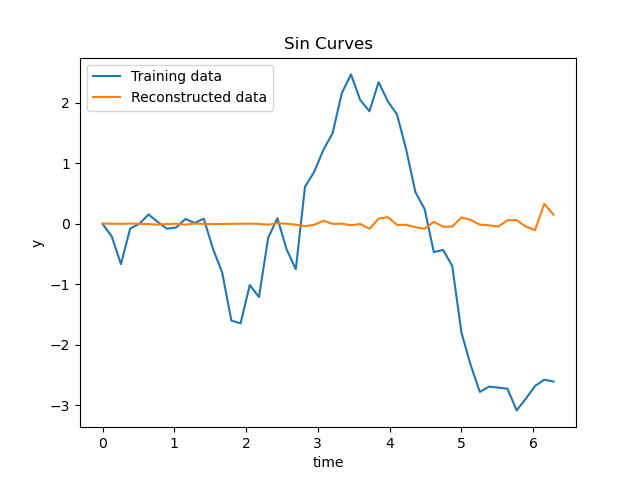 Sin Curves
Training data
Reconstructed data
2
1
0
−1
−2
−3
y
0 1 2 3 4 5 6
time